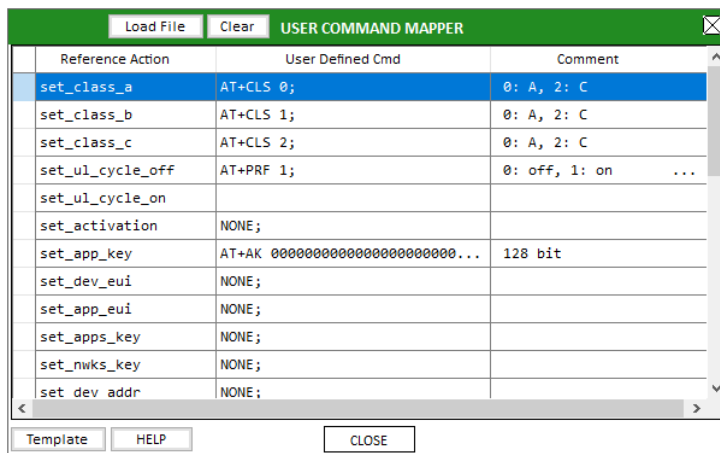 Load File Clear USER COMMAND MAPPER
Reference Action User Defined Cmd Comment
set_class_a AT+CLS 0; 0: A, 2: C
set_class_b AT+CLS 1; 0: A, 2: C
set_class_c AT+CLS 2; 0: A, 2: C
set_ul_cycle_off AT+PRF 1; 0: off, 1: on ...
set_ul_cycle_on
set_activation NONE;
set_app_key AT+AK 0000000000000000000000... 128 bit
set_dev_eui NONE;
set_app_eui NONE;
set_apps_key NONE;
set_nwks_key NONE;
set_dev_addr NONE;
Template HELP CLOSE